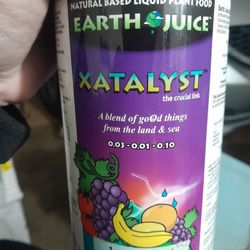 NATURAL BASED LIQUID PLANT FOOD
EARTH JUICE
XATALYST™
the crucial link
A blend of good things
from the land & sea
0.03 - 0.01 - 0.10